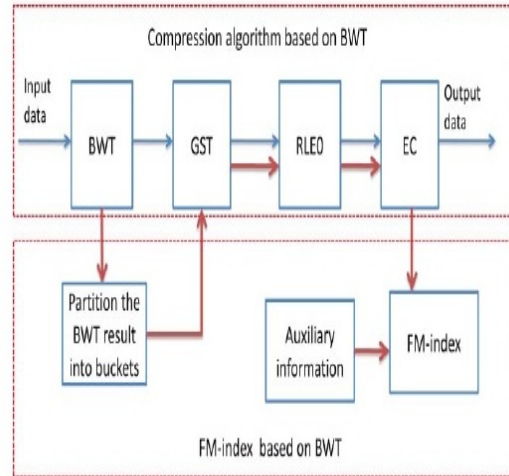 Compression algorithm based on BWT
Input
data
Output
data
BWT
GST
RLE0
EC
Partition the
BWT result
into buckets
Auxiliary
information
FM-index
FM-index based on BWT